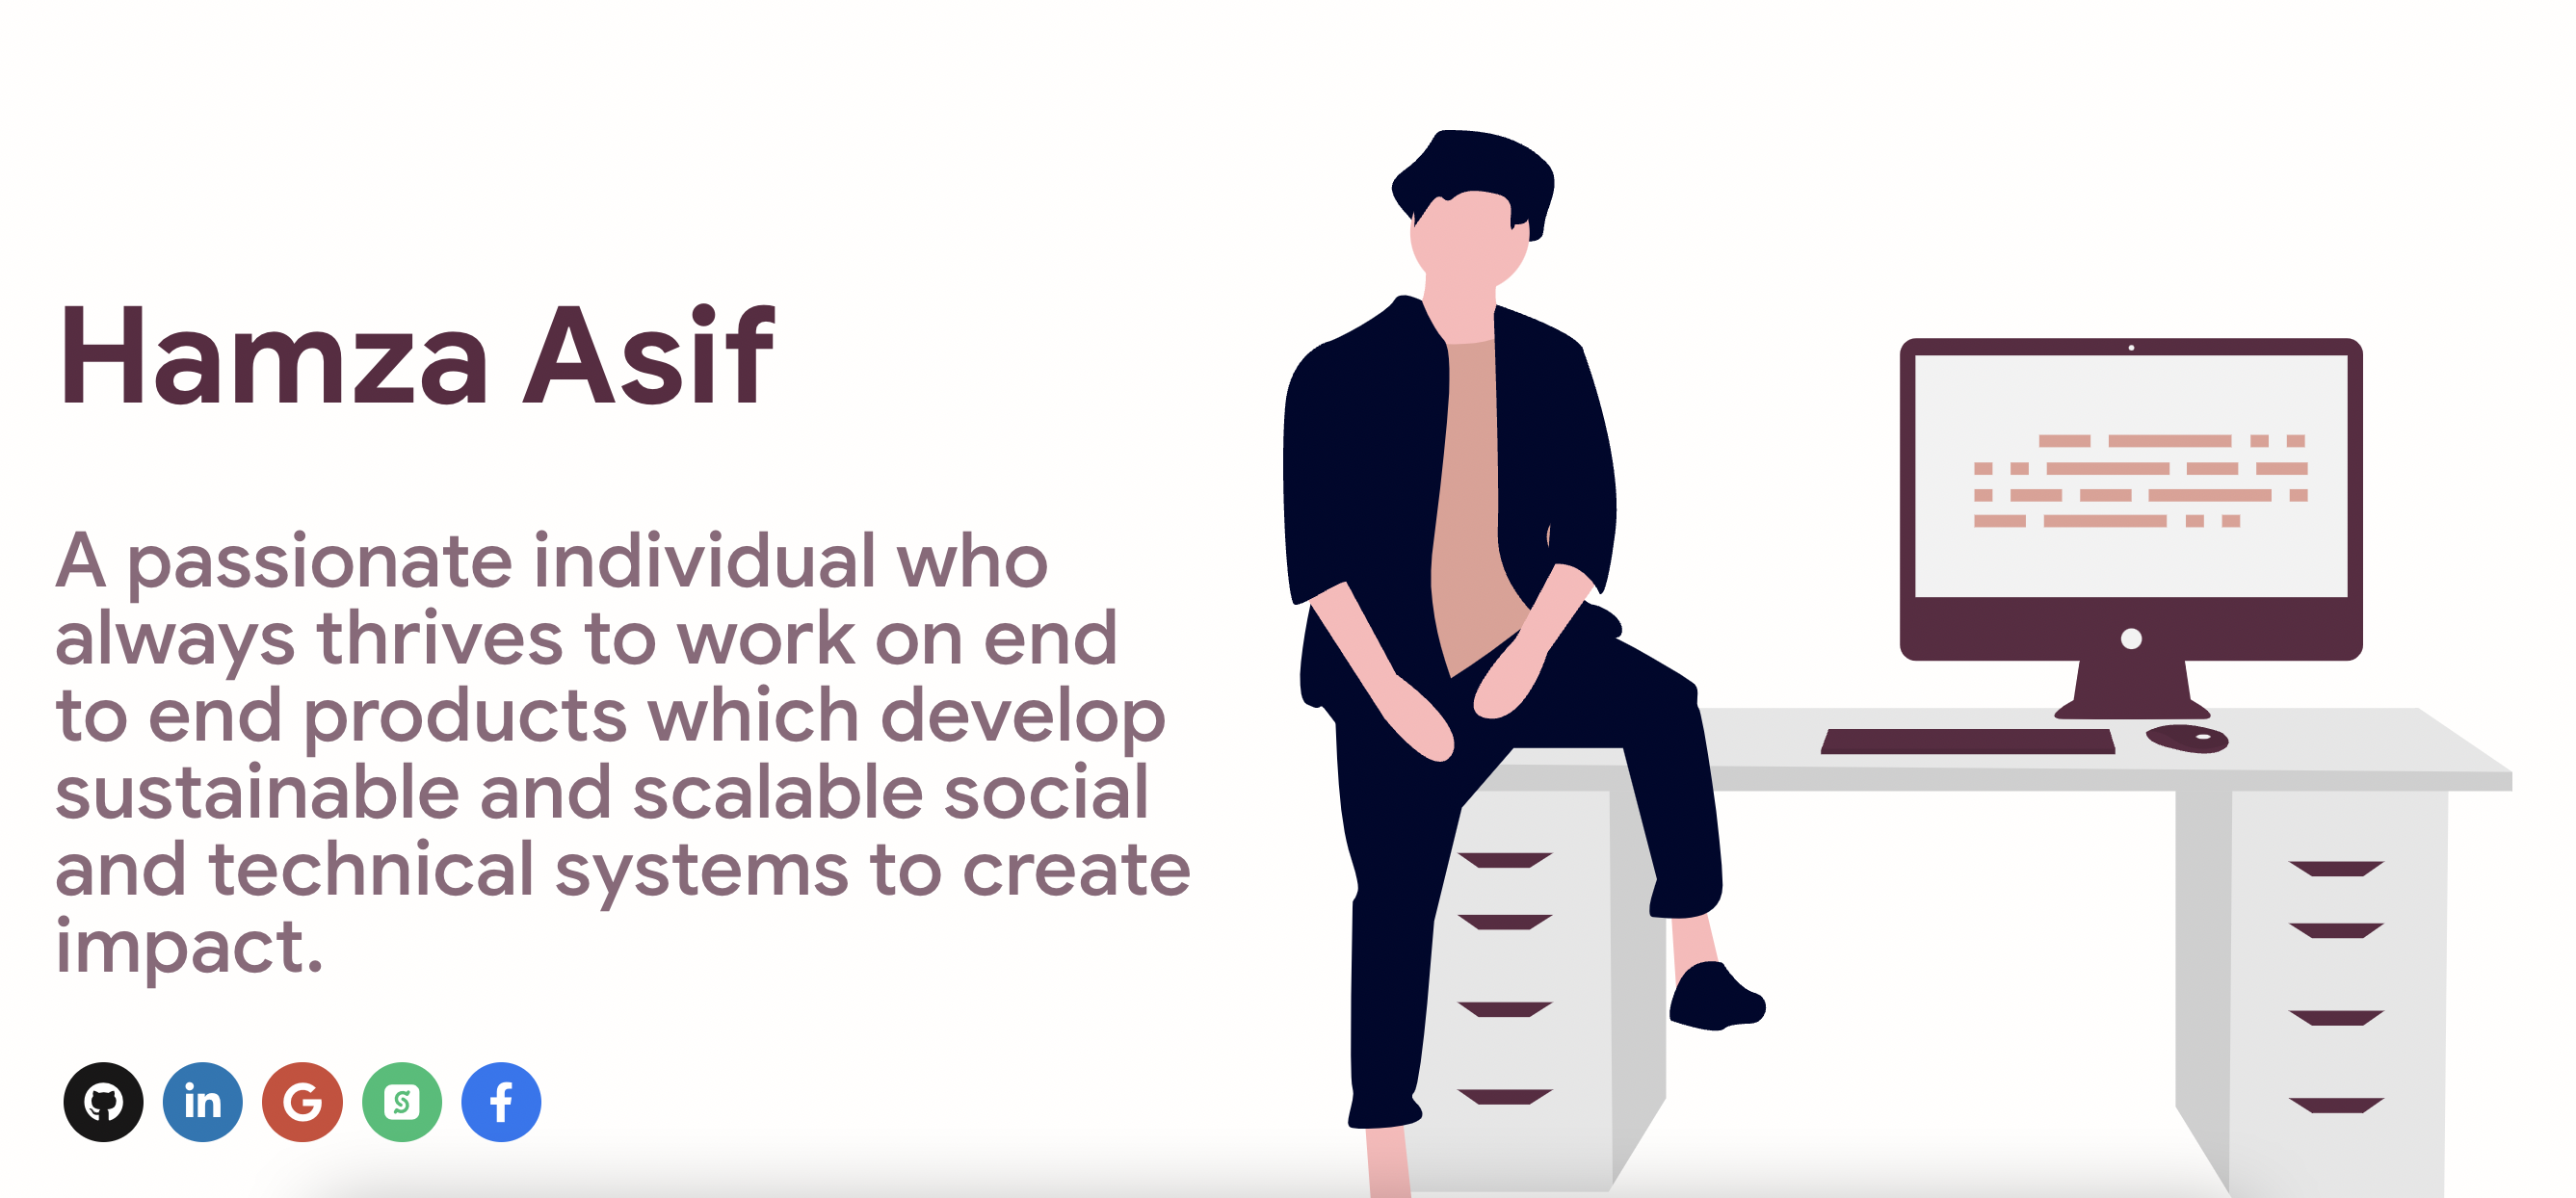 Hamza Asif
A passionate individual who
always thrives to work on end
to end products which develop
sustainable and scalable social
and technical systems to create
impact.
in G S f